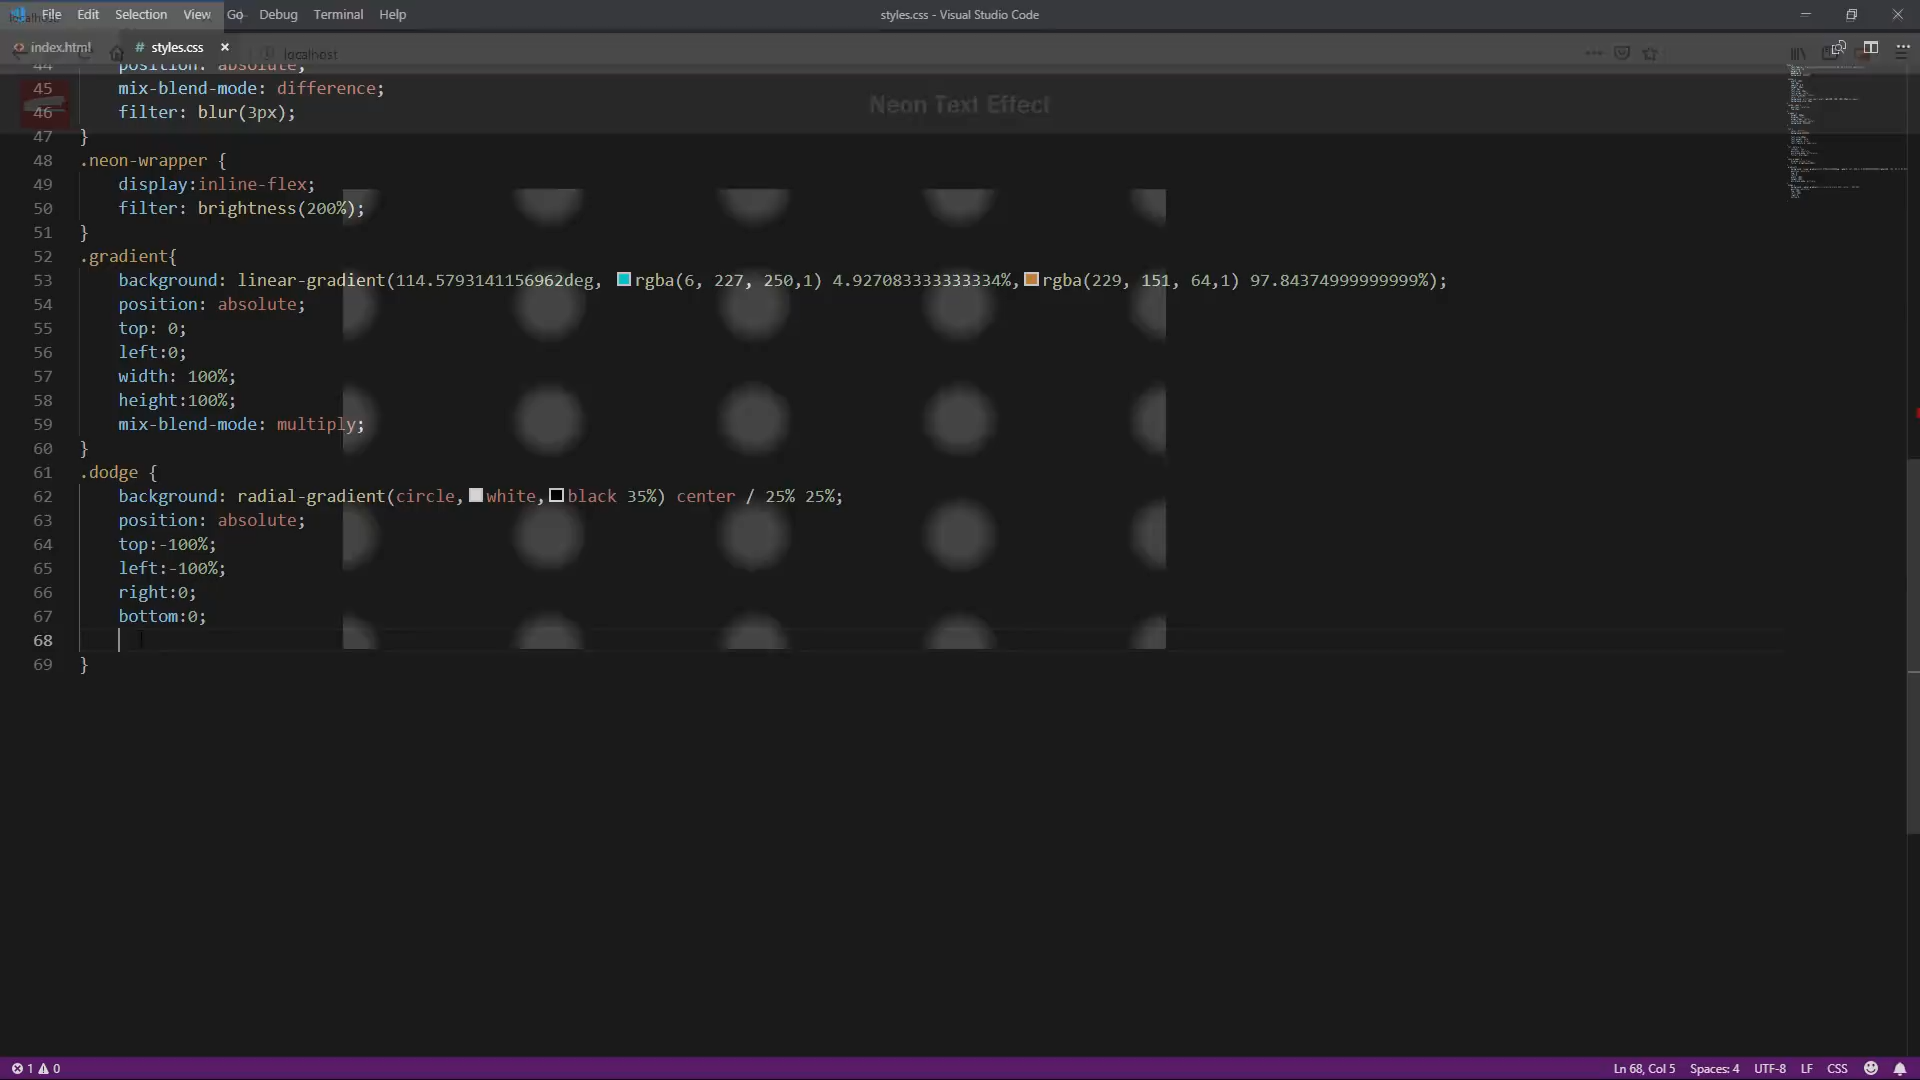 File Edit Selection View Go Debug Terminal Help
styles.css - Visual Studio Code
index.html # styles.css
localhost
44 position: absolute;
45 mix-blend-mode: difference;
Neon Text Effect
46 filter: blur(3px);
47 }
48 .neon-wrapper {
49 display:inline-flex;
50 filter: brightness(200%);
51 }
52 .gradient{
53 background: linear-gradient(114.5793141156962deg, rgba(6, 227, 250,1) 4.927083333333334%, rgba(229, 151, 64,1) 97.84374999999999%);
54 position: absolute;
55 top: 0;
56 left:0;
57 width: 100%;
58 height:100%;
59 mix-blend-mode: multiply;
60 }
61 .dodge {
62 background: radial-gradient(circle, white, black 35%) center / 25% 25%;
63 position: absolute;
64 top:-100%;
65 left:-100%;
66 right:0;
67 bottom:0;
68
69 }
1 0
Ln 68, Col 5 Spaces: 4 UTF-8 LF CSS